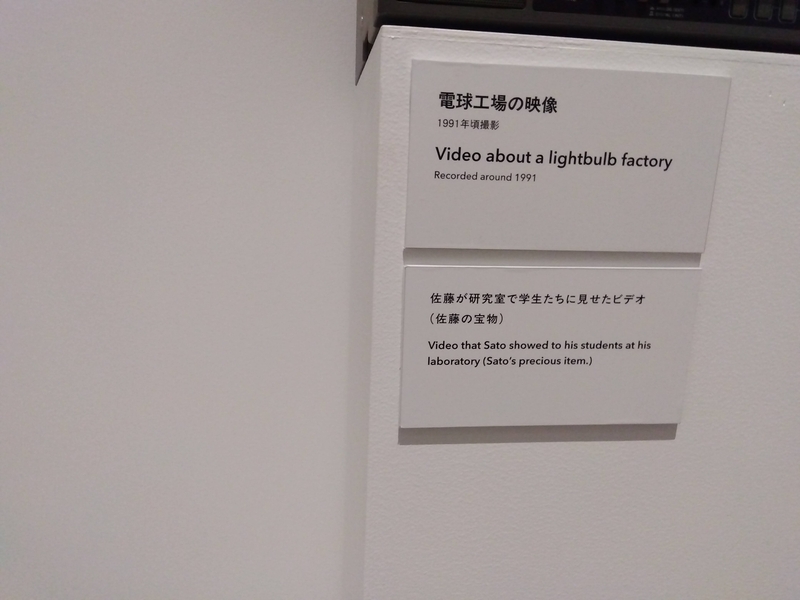 電球工場の映像
1991年頃撮影
Video about a lightbulb factory
Recorded around 1991
佐藤が研究室で学生たちに見せたビデオ
（佐藤の宝物）
Video that Sato showed to his students at his
laboratory (Sato's precious item.)